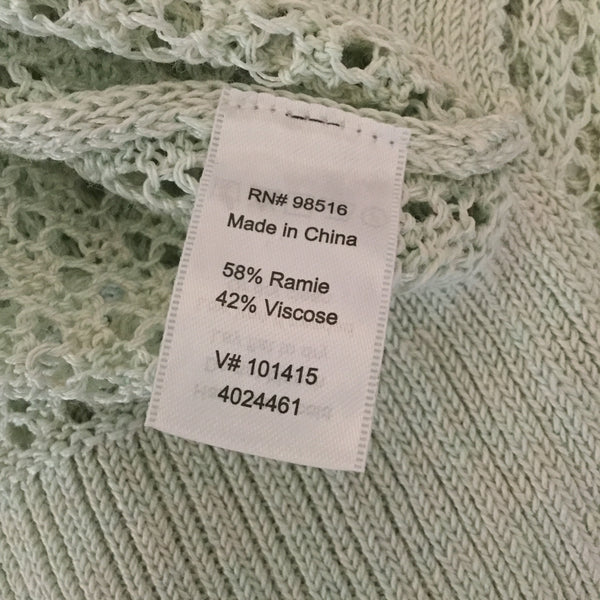 RN# 98516
Made in China
58% Ramie
42% Viscose
V# 101415
4024461